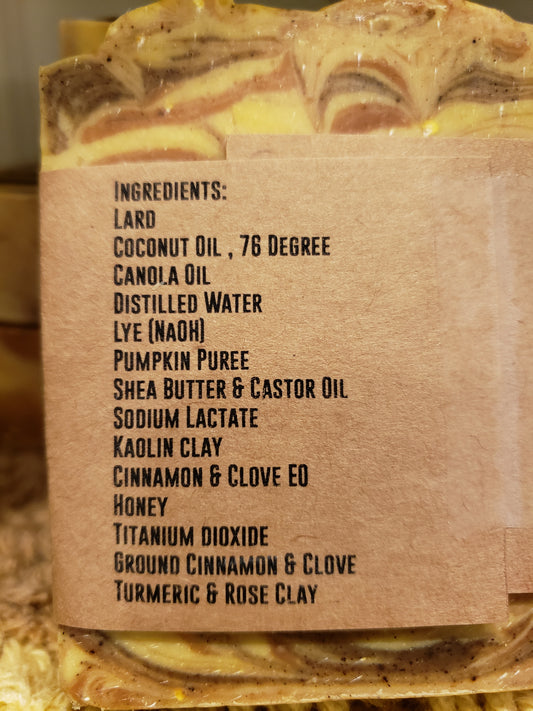 Ingredients:
Lard
Coconut Oil , 76 Degree
Canola Oil
Distilled Water
Lye (NaOH)
Pumpkin Puree
Shea Butter & Castor Oil
Sodium Lactate
Kaolin clay
Cinnamon & Clove EO
Honey
Titanium dioxide
Ground Cinnamon & Clove
Turmeric & Rose Clay